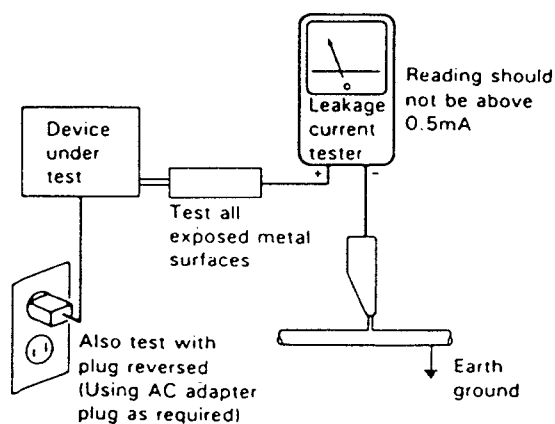 Device
under
test
Leakage
current
tester
+
-
Reading should
not be above
0.5mA
Test all
exposed metal
surfaces
Also test with
plug reversed
(Using AC adapter
plug as required)
Earth
ground